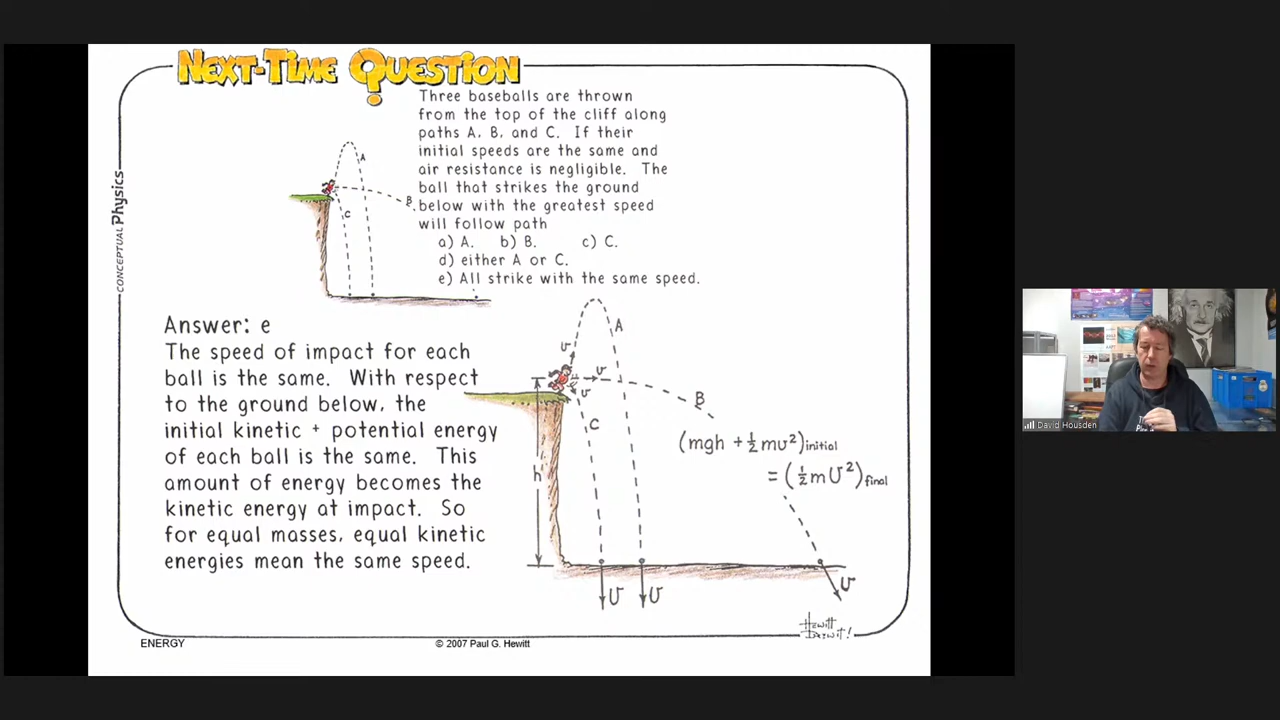 NEXT-TIME QUESTION
CONCEPTUAL Physics
Three baseballs are thrown
from the top of the cliff along
paths A, B, and C. If their
initial speeds are the same and
air resistance is negligible. The
ball that strikes the ground
below with the greatest speed
will follow path
a) A. b) B. c) C.
d) either A or C.
e) All strike with the same speed.
A
B
C
Answer: e
The speed of impact for each
ball is the same. With respect
to the ground below, the
initial kinetic + potential energy
of each ball is the same. This
amount of energy becomes the
kinetic energy at impact. So
for equal masses, equal kinetic
energies mean the same speed.
A
v
v
v
B
C
h
(mgh + ½mv²)initial
= (½mU²)final
U
U
U
Hewitt
Drewit!
ENERGY
© 2007 Paul G. Hewitt
David Housden